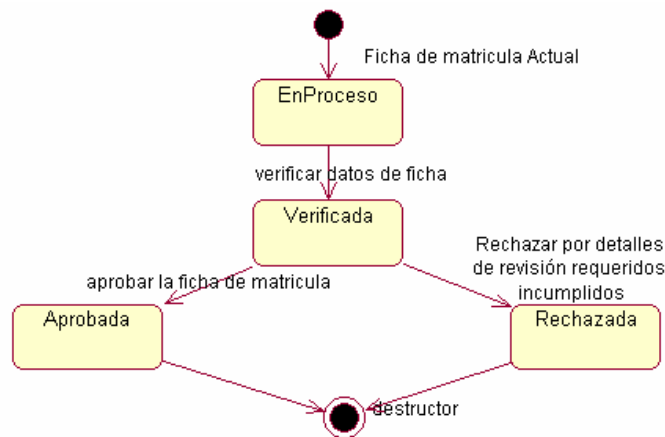 Ficha de matricula Actual
EnProceso
verificar datos de ficha
Verificada
Rechazar por detalles
de revisión requeridos
incumplidos
aprobar la ficha de matricula
Aprobada
Rechazada
destructor